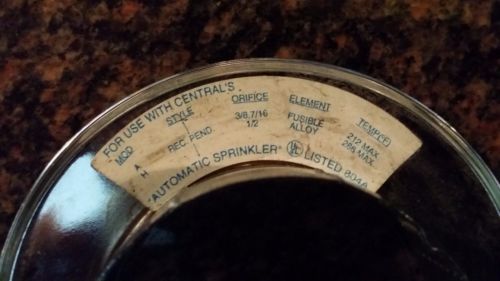 FOR USE WITH CENTRAL'S
MOD STYLE ORIFICE ELEMENT TEMP(F)
A REC PEND. 3/8,7/16 FUSIBLE 212 MAX
H 1/2 ALLOY 286 MAX.
"AUTOMATIC SPRINKLER" UL LISTED 804A